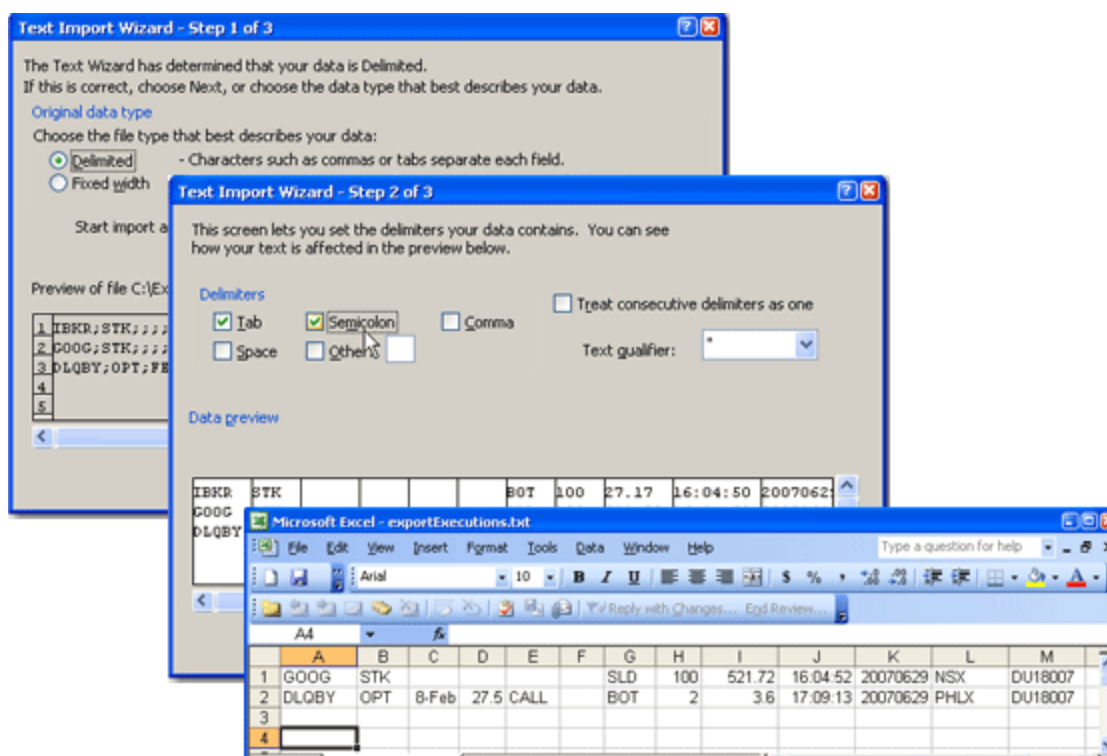 Text Import Wizard - Step 1 of 3
The Text Wizard has determined that your data is Delimited.
If this is correct, choose Next, or choose the data type that best describes your data.
Original data type
Choose the file type that best describes your data:
Delimited - Characters such as commas or tabs separate each field.
Fixed width
Start import a
Preview of file C:\Ex
1 IBKR;STK;;;;
2 GOOG;STK;;;;
3 DLQBY;OPT;FE
4
5
Text Import Wizard - Step 2 of 3
This screen lets you set the delimiters your data contains. You can see
how your text is affected in the preview below.
Delimiters
Treat consecutive delimiters as one
Tab Semicolon Comma
Space Other:
Text qualifier: "
Data preview
IBKR STK BOT 100 27.17 16:04:50 2007062
GOOG
DLQBY
Microsoft Excel - exportExecutions.txt
File Edit View Insert Format Tools Data Window Help Type a question for help
Arial 10 B I U $ % ,
Reply with Changes... End Review...
A4 fx
A B C D E F G H I J K L M
1 GOOG STK SLD 100 521.72 16:04:52 20070629 NSX DU18007
2 DLQBY OPT 8-Feb 27.5 CALL BOT 2 3.6 17:09:13 20070629 PHLX DU18007
3
4